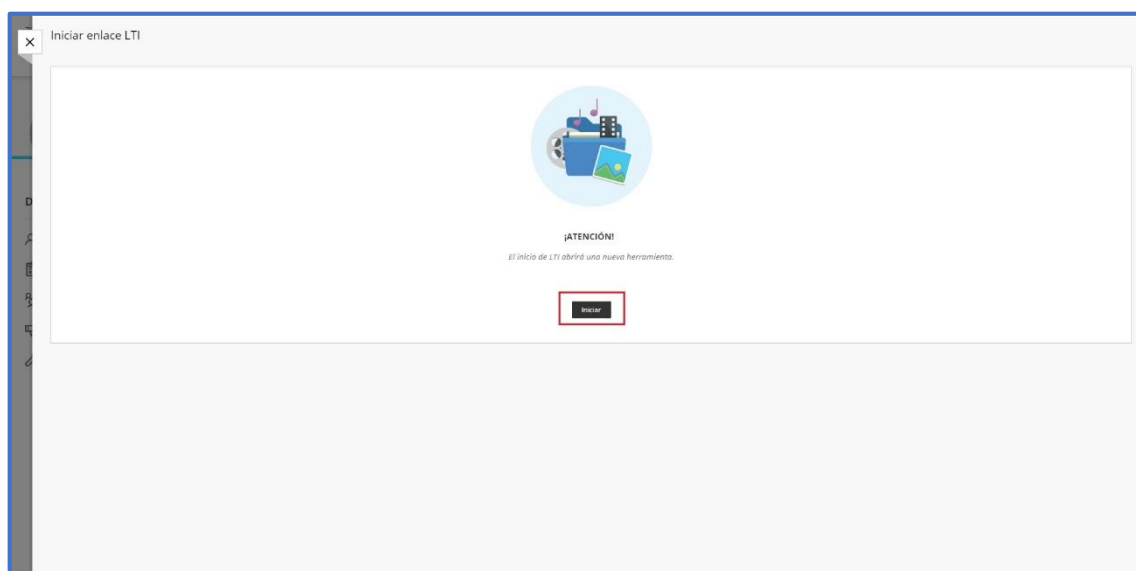 Iniciar enlace LTI
¡ATENCIÓN!
El inicio de LTI abrirá una nueva herramienta.
Iniciar
D